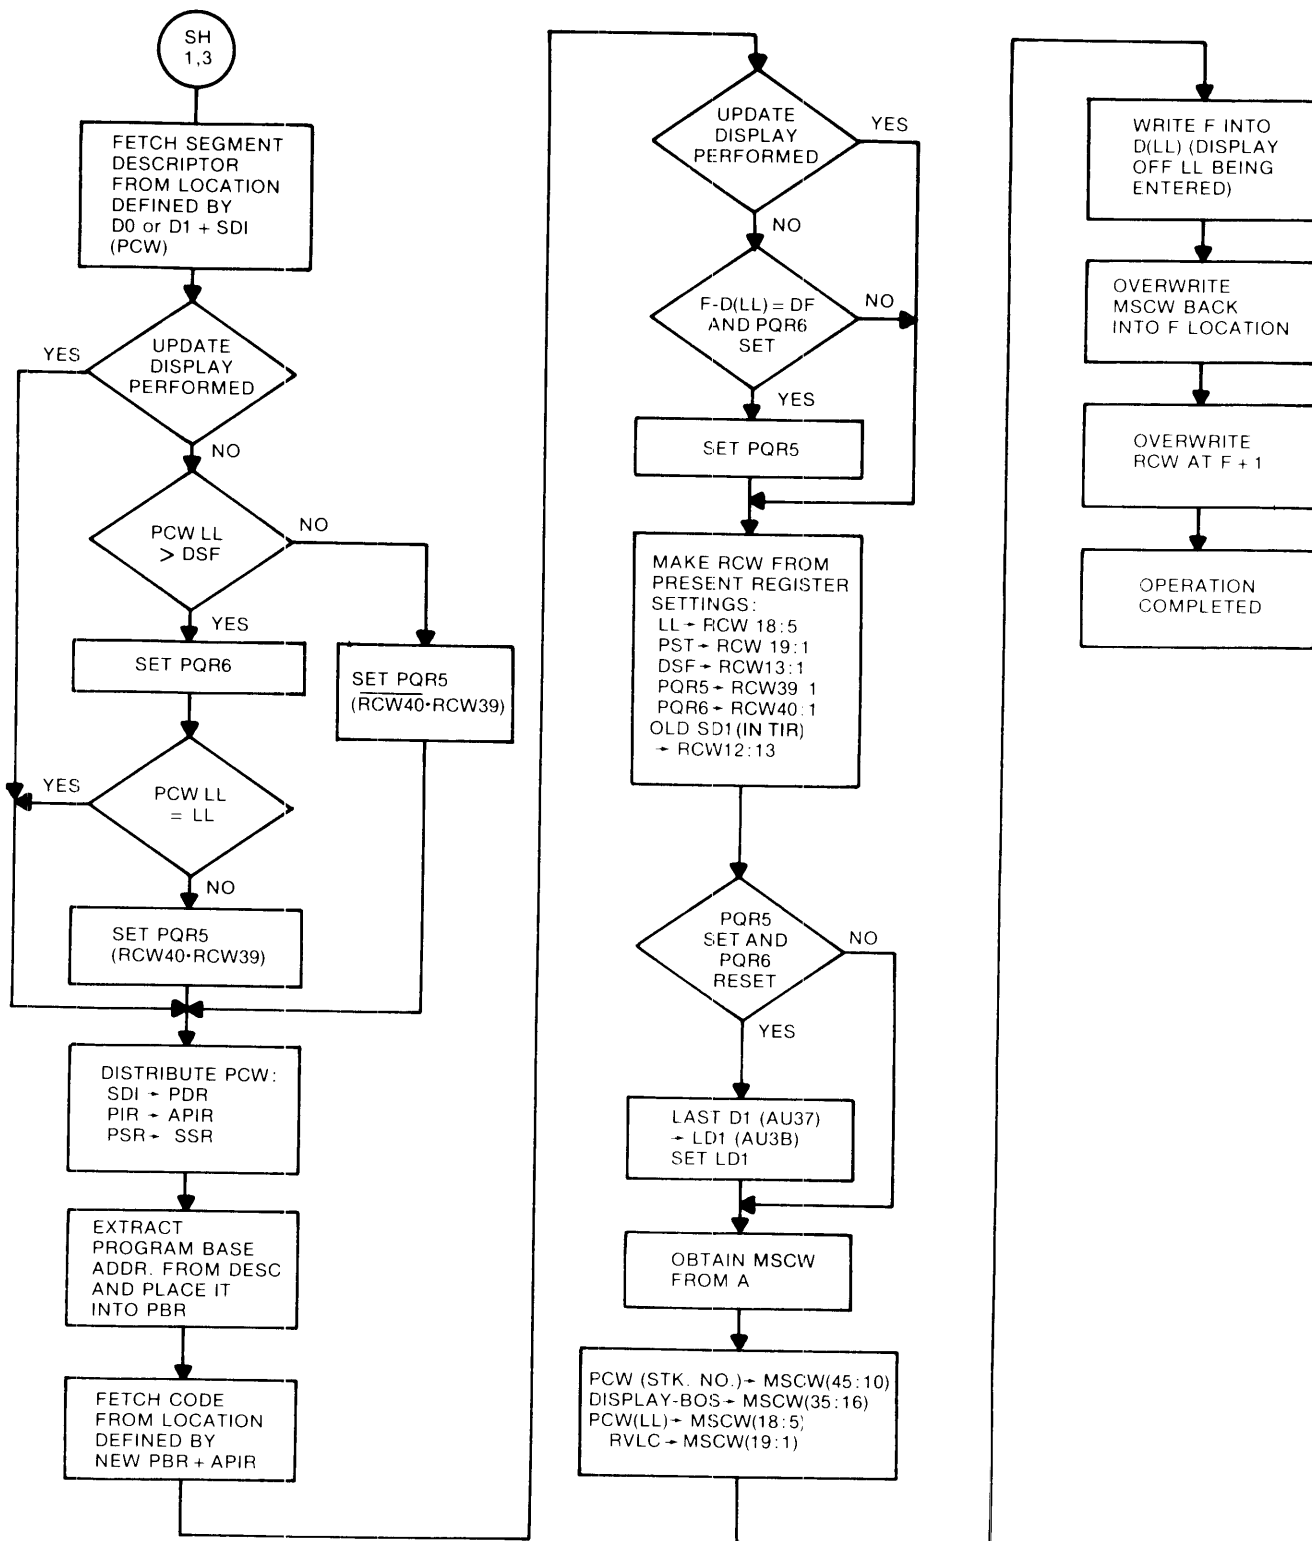 SH
1,3
FETCH SEGMENT
DESCRIPTOR
FROM LOCATION
DEFINED BY
D0 or D1 + SDI
(PCW)
YES
UPDATE
DISPLAY
PERFORMED
NO
PCW LL
> DSF
NO
YES
SET PQR6
SET PQR5
(RCW40·RCW39)
YES
PCW LL
= LL
NO
SET PQR5
(RCW40·RCW39)
DISTRIBUTE PCW:
SDI → PDR
PIR → APIR
PSR → SSR
EXTRACT
PROGRAM BASE
ADDR. FROM DESC
AND PLACE IT
INTO PBR
FETCH CODE
FROM LOCATION
DEFINED BY
NEW PBR + APIR
UPDATE
DISPLAY
PERFORMED
YES
NO
F-D(LL) = DF
AND PQR6
SET
NO
YES
SET PQR5
MAKE RCW FROM
PRESENT REGISTER
SETTINGS:
LL → RCW 18:5
PST → RCW 19:1
DSF → RCW13:1
PQR5 → RCW39 1
PQR6 → RCW40:1
OLD SD1 (IN TIR)
→ RCW12:13
PQR5
SET AND
PQR6
RESET
NO
YES
LAST D1 (AU37)
→ LD1 (AU3B)
SET LD1
OBTAIN MSCW
FROM A
PCW (STK. NO.) → MSCW(45:10)
DISPLAY-BOS → MSCW(35:16)
PCW(LL) → MSCW(18:5)
RVLC → MSCW(19:1)
WRITE F INTO
D(LL) (DISPLAY
OFF LL BEING
ENTERED)
OVERWRITE
MSCW BACK
INTO F LOCATION
OVERWRITE
RCW AT F + 1
OPERATION
COMPLETED